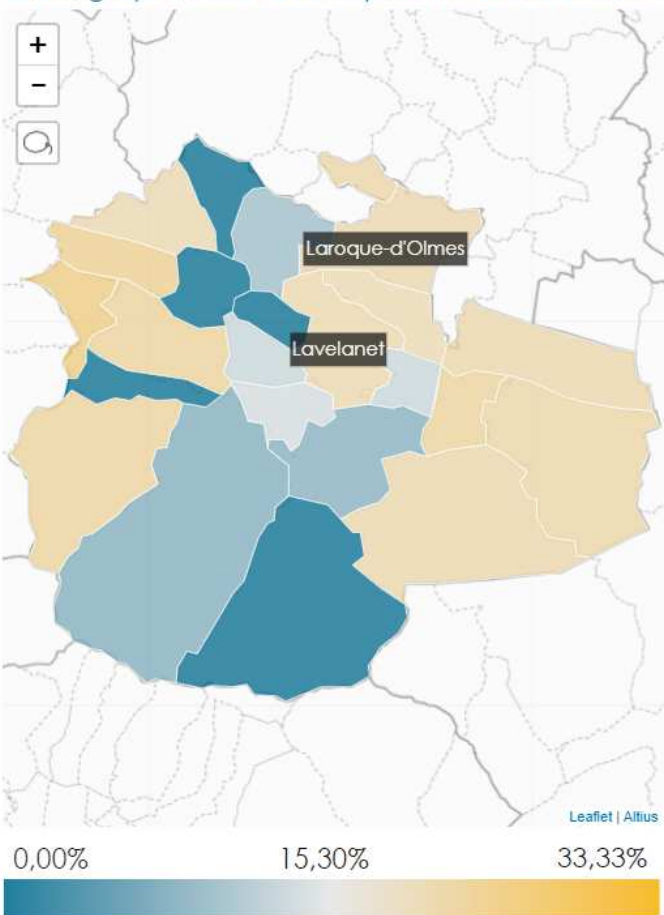 +
−
Laroque-d'Olmes
Lavelanet
Leaflet | Altius
0,00% 15,30% 33,33%